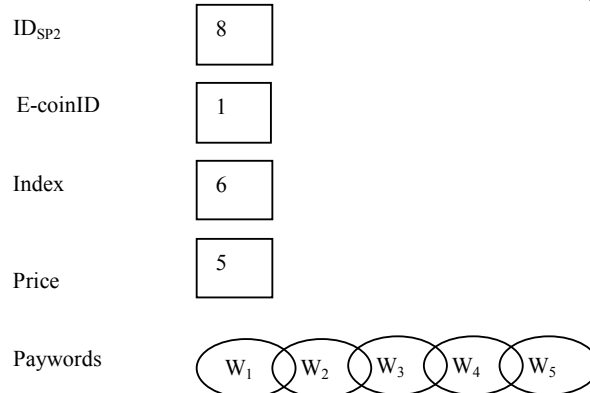 ID_SP2 8
E-coinID 1
Index 6
Price 5
Paywords W₁ W₂ W₃ W₄ W₅